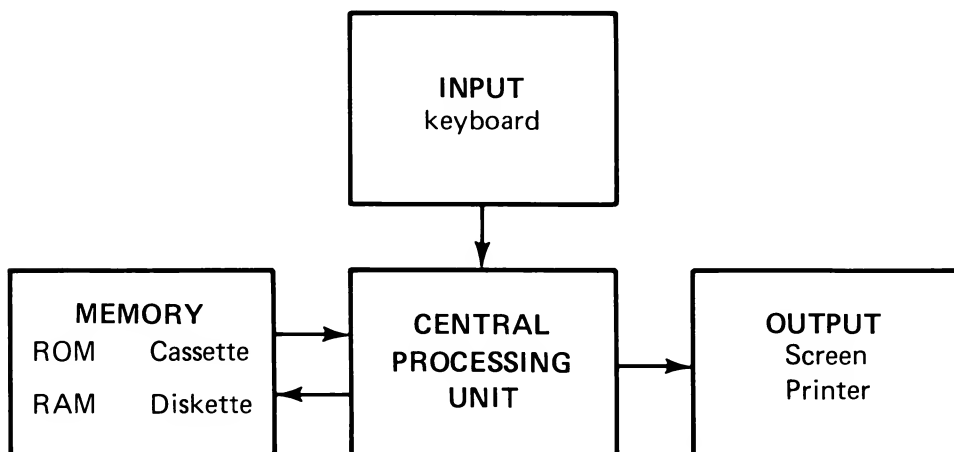 INPUT
keyboard
MEMORY
ROM Cassette
RAM Diskette
CENTRAL
PROCESSING
UNIT
OUTPUT
Screen
Printer